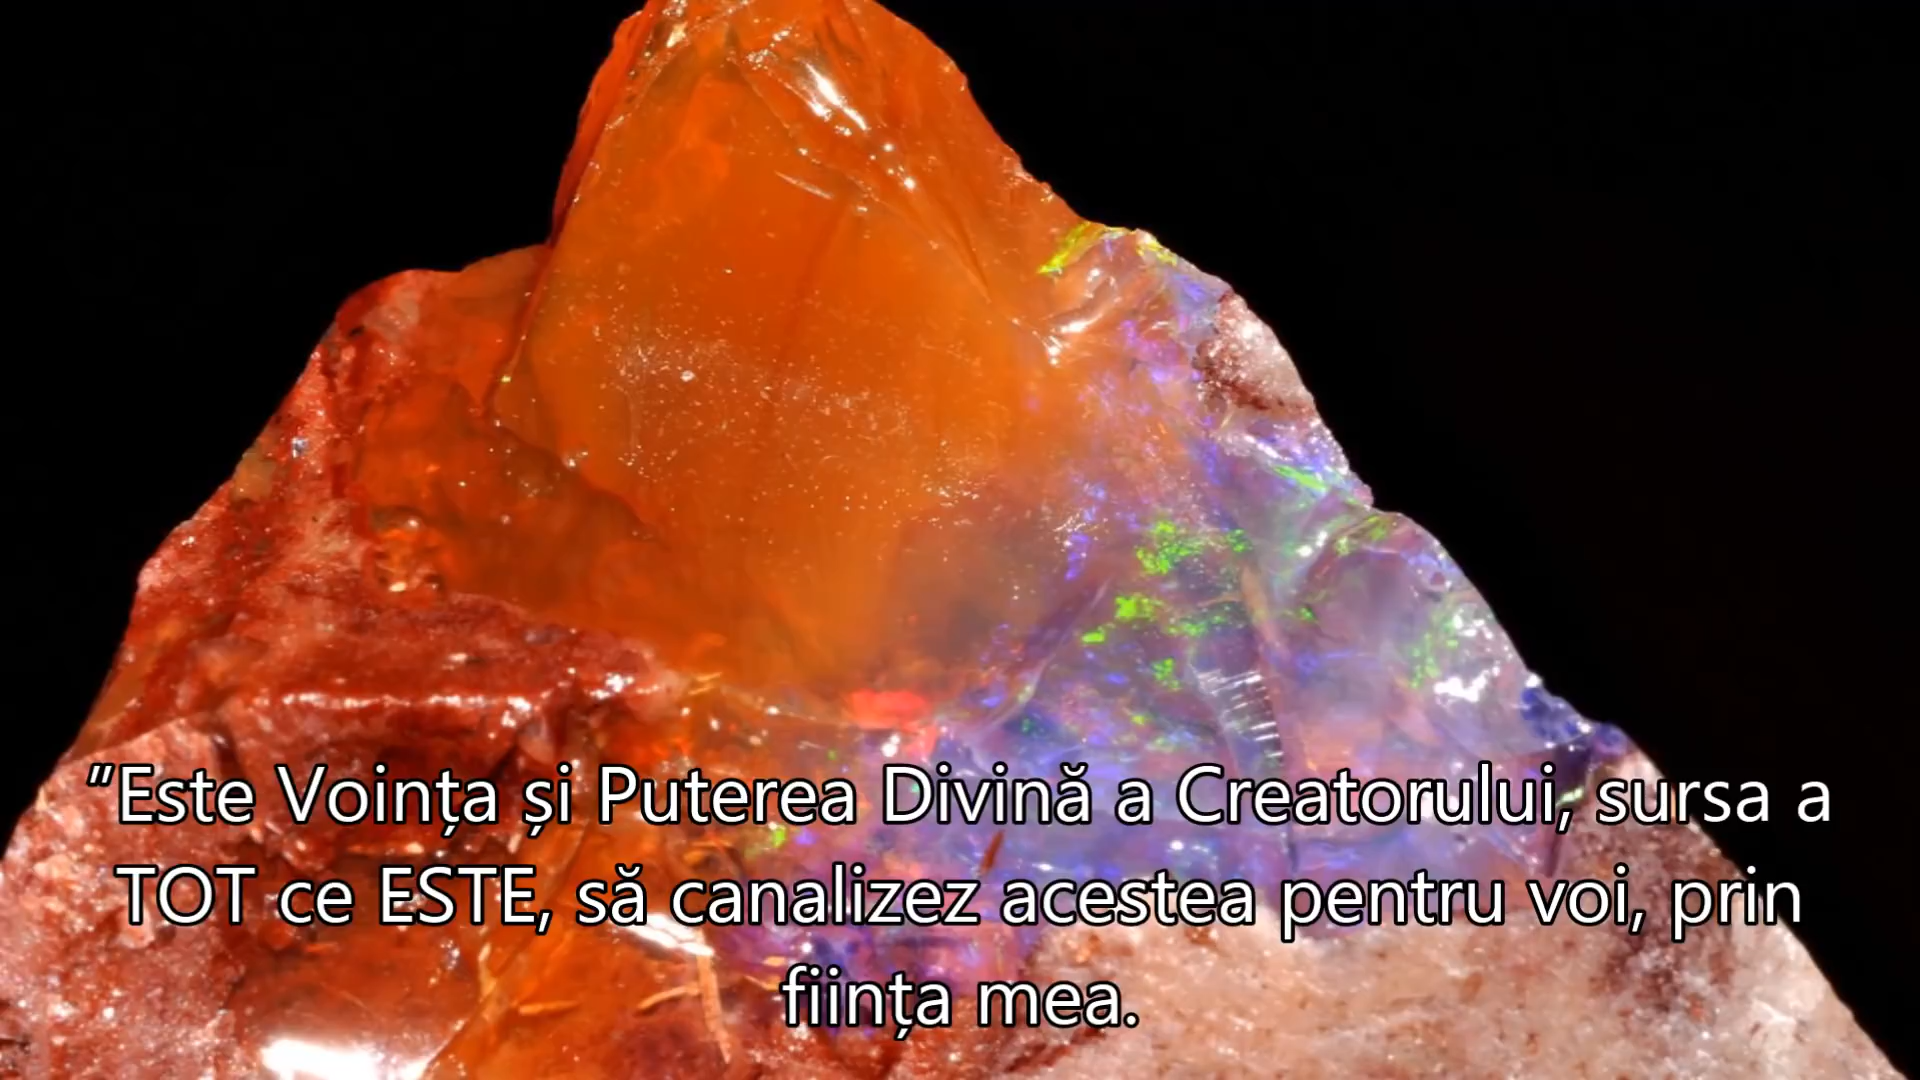 ”Este Voința și Puterea Divină a Creatorului, sursa a
TOT ce ESTE, să canalizez acestea pentru voi, prin
ființa mea.